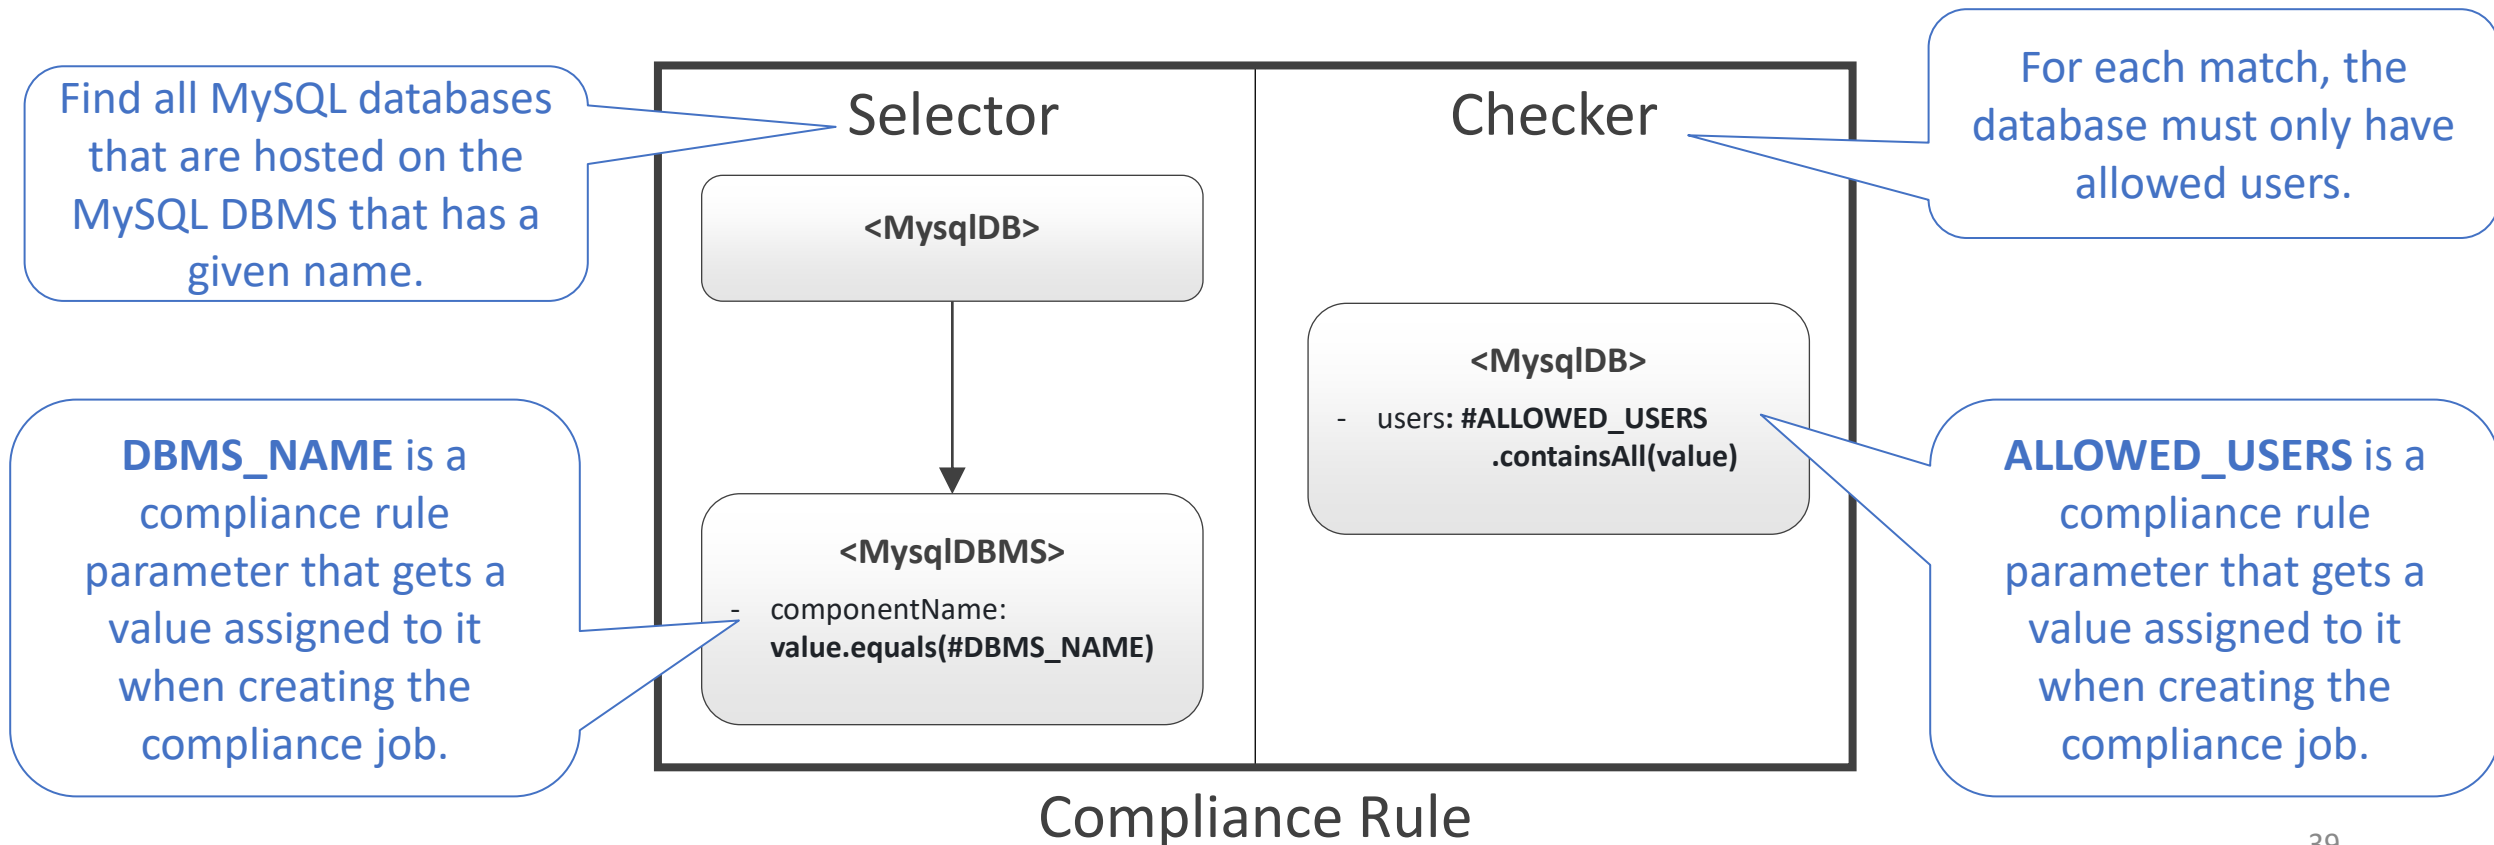 Find all MySQL databases
that are hosted on the
MySQL DBMS that has a
given name.
DBMS_NAME is a
compliance rule
parameter that gets a
value assigned to it
when creating the
compliance job.
Selector
<MysqlDB>
<MysqlDBMS>
- componentName:
value.equals(#DBMS_NAME)
Checker
<MysqlDB>
- users: #ALLOWED_USERS
.containsAll(value)
For each match, the
database must only have
allowed users.
ALLOWED_USERS is a
compliance rule
parameter that gets a
value assigned to it
when creating the
compliance job.
Compliance Rule
39